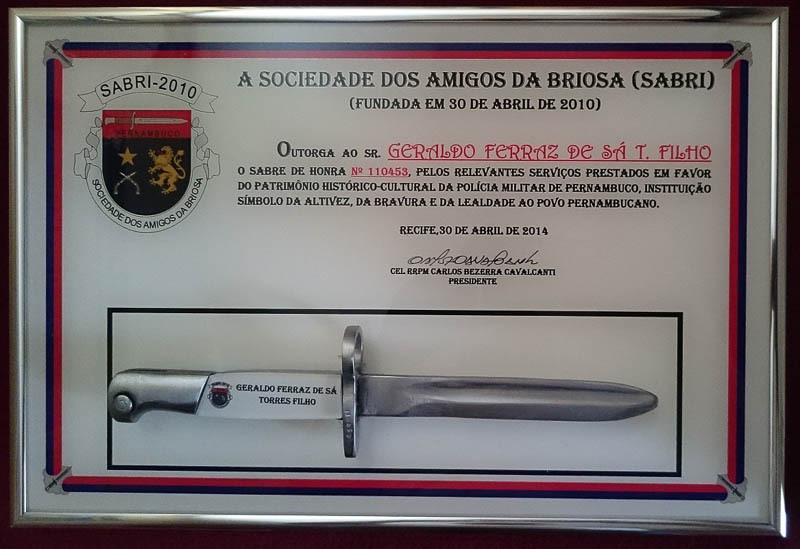 SABRI-2010
PERNAMBUCO
SOCIEDADE DOS AMIGOS DA BRIOSA
A SOCIEDADE DOS AMIGOS DA BRIOSA (SABRI)
(FUNDADA EM 30 DE ABRIL DE 2010)
OUTORGA AO SR. GERALDO FERRAZ DE SÁ T. FILHO
O SABRE DE HONRA Nº 110453, PELOS RELEVANTES SERVIÇOS PRESTADOS EM FAVOR
DO PATRIMÔNIO HISTÓRICO-CULTURAL DA POLÍCIA MILITAR DE PERNAMBUCO, INSTITUIÇÃO
SÍMBOLO DA ALTIVEZ, DA BRAVURA E DA LEALDADE AO POVO PERNAMBUCANO.
RECIFE,30 DE ABRIL DE 2014
CEL RRPM CARLOS BEZERRA CAVALCANTI
PRESIDENTE
GERALDO FERRAZ DE SÁ
TORRES FILHO